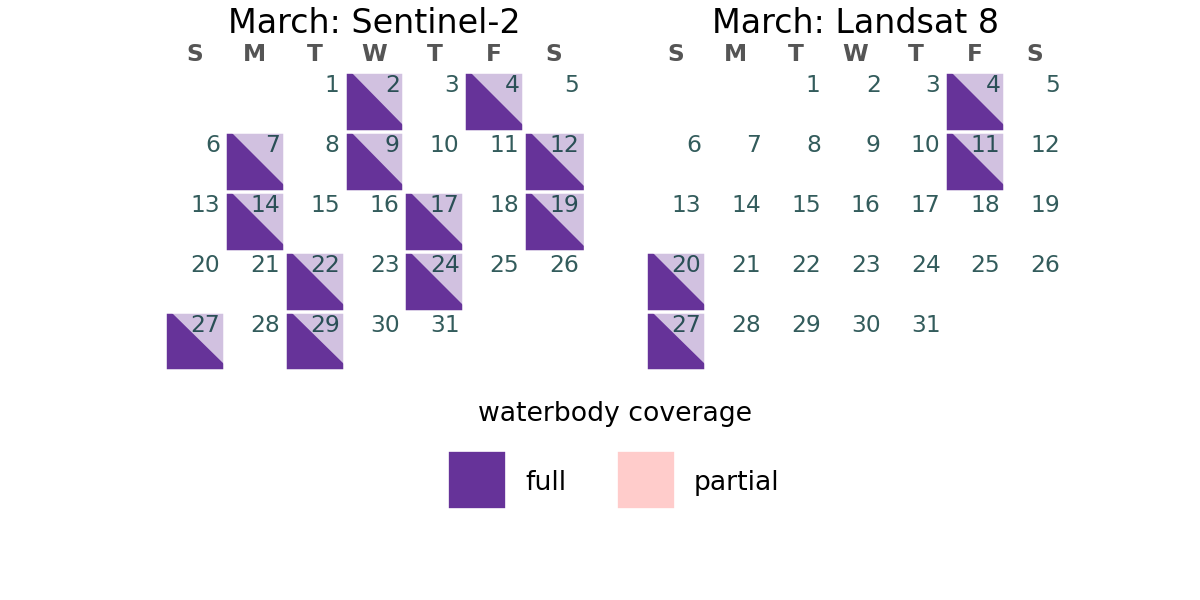 March: Sentinel-2
S M T W T F S
1 2 3 4 5
6 7 8 9 10 11 12
13 14 15 16 17 18 19
20 21 22 23 24 25 26
27 28 29 30 31
March: Landsat 8
S M T W T F S
1 2 3 4 5
6 7 8 9 10 11 12
13 14 15 16 17 18 19
20 21 22 23 24 25 26
27 28 29 30 31
waterbody coverage
full
partial